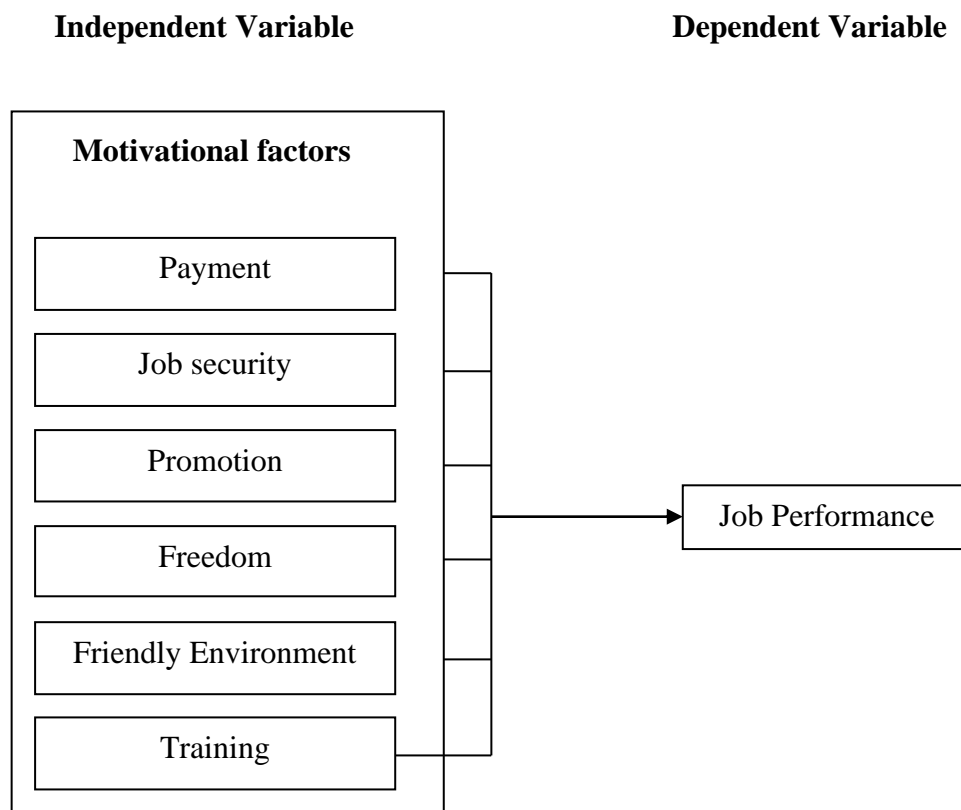 Independent Variable
Dependent Variable
Motivational factors
Payment
Job security
Promotion
Freedom
Friendly Environment
Training
Job Performance